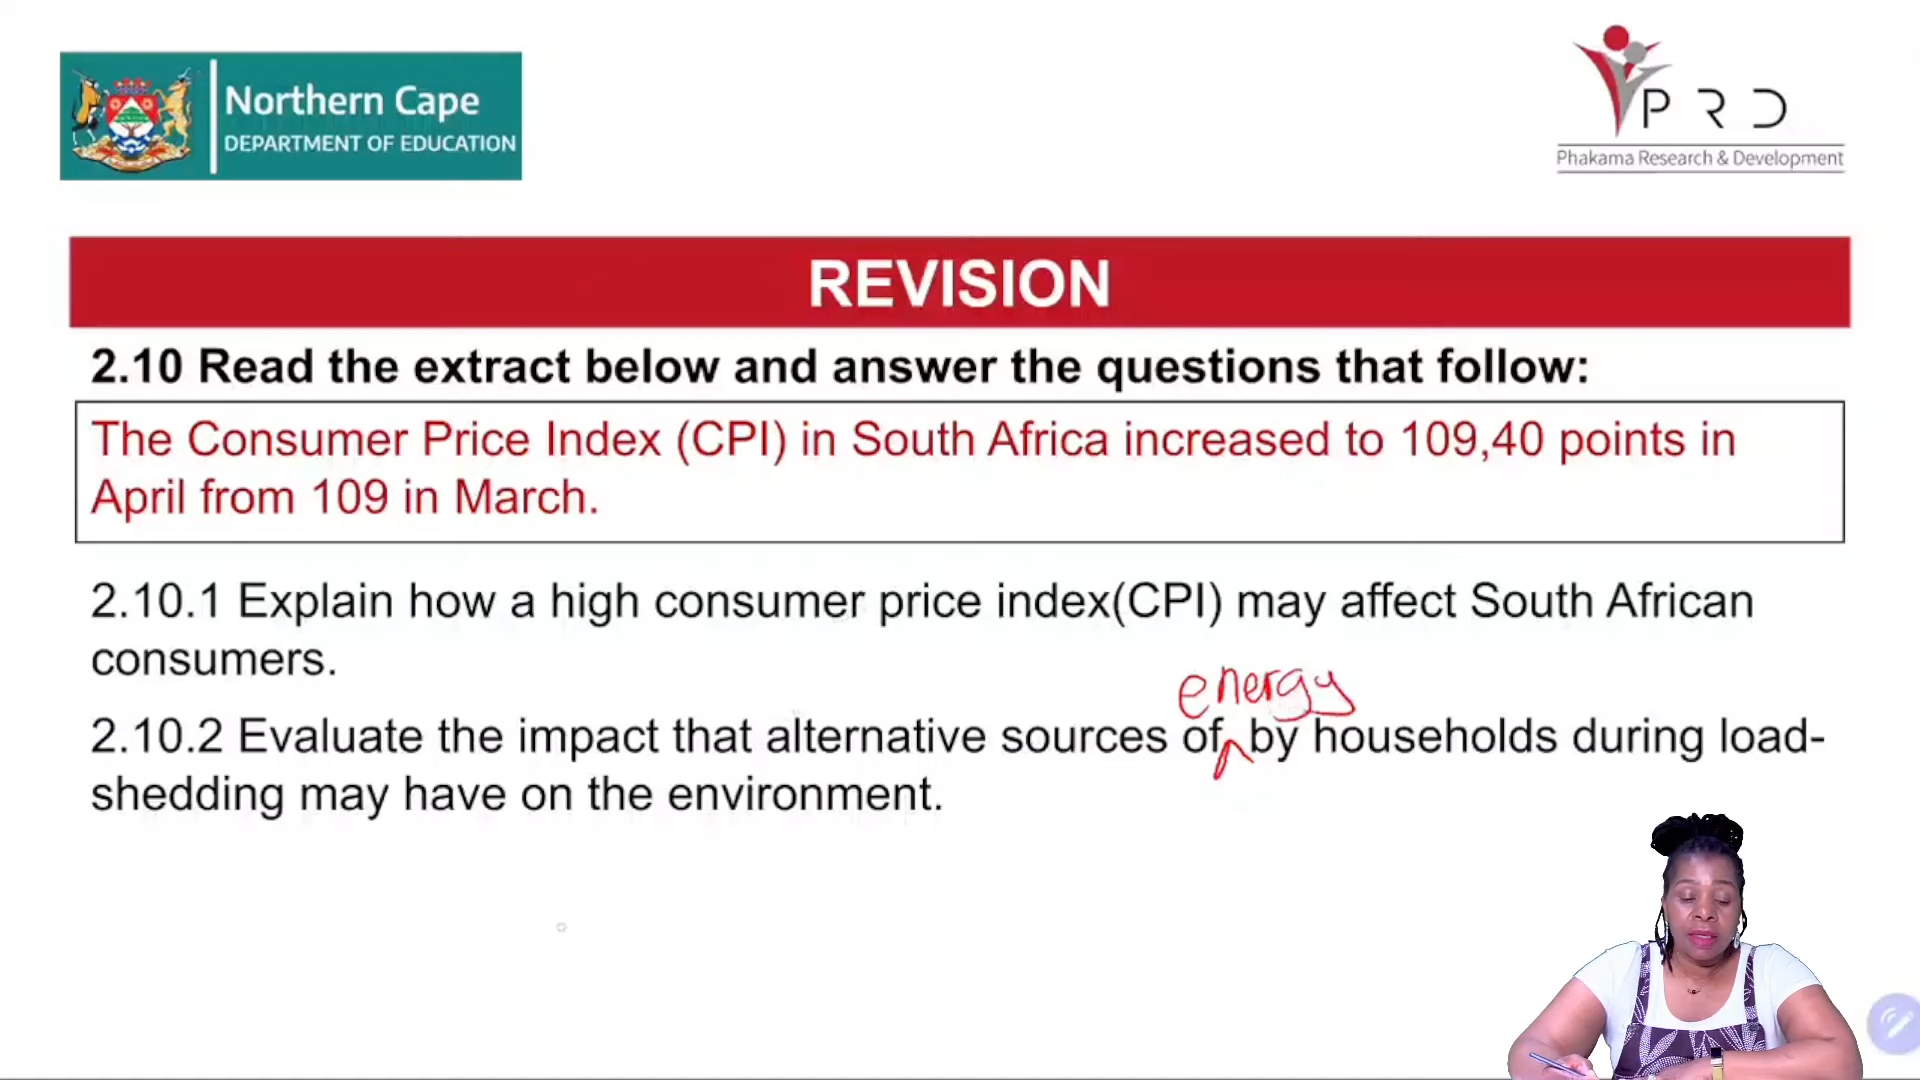 Northern Cape
DEPARTMENT OF EDUCATION
PRD
Phakama Research & Development
REVISION
2.10 Read the extract below and answer the questions that follow:
The Consumer Price Index (CPI) in South Africa increased to 109,40 points in
April from 109 in March.
2.10.1 Explain how a high consumer price index(CPI) may affect South African
consumers.
energy
2.10.2 Evaluate the impact that alternative sources of by households during load-
shedding may have on the environment.